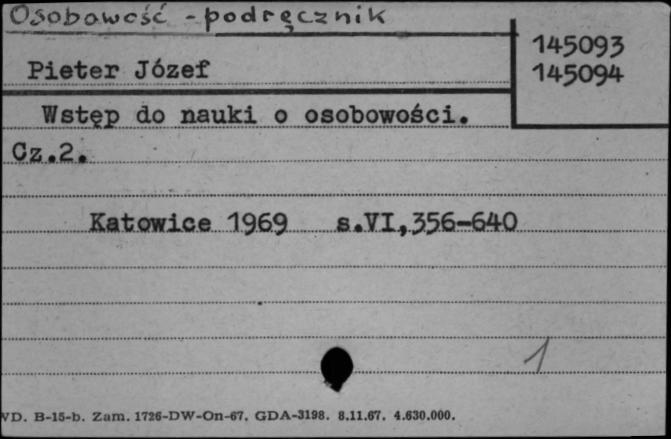 Osobowość - podręcznik
145093
145094
Pieter Józef
Wstęp do nauki o osobowości.
Cz.2.
Katowice 1969 s.VI,356-640
1
VD. B-15-b. Zam. 1726-DW-On-67. GDA-3198. 8.11.67. 4.630.000.